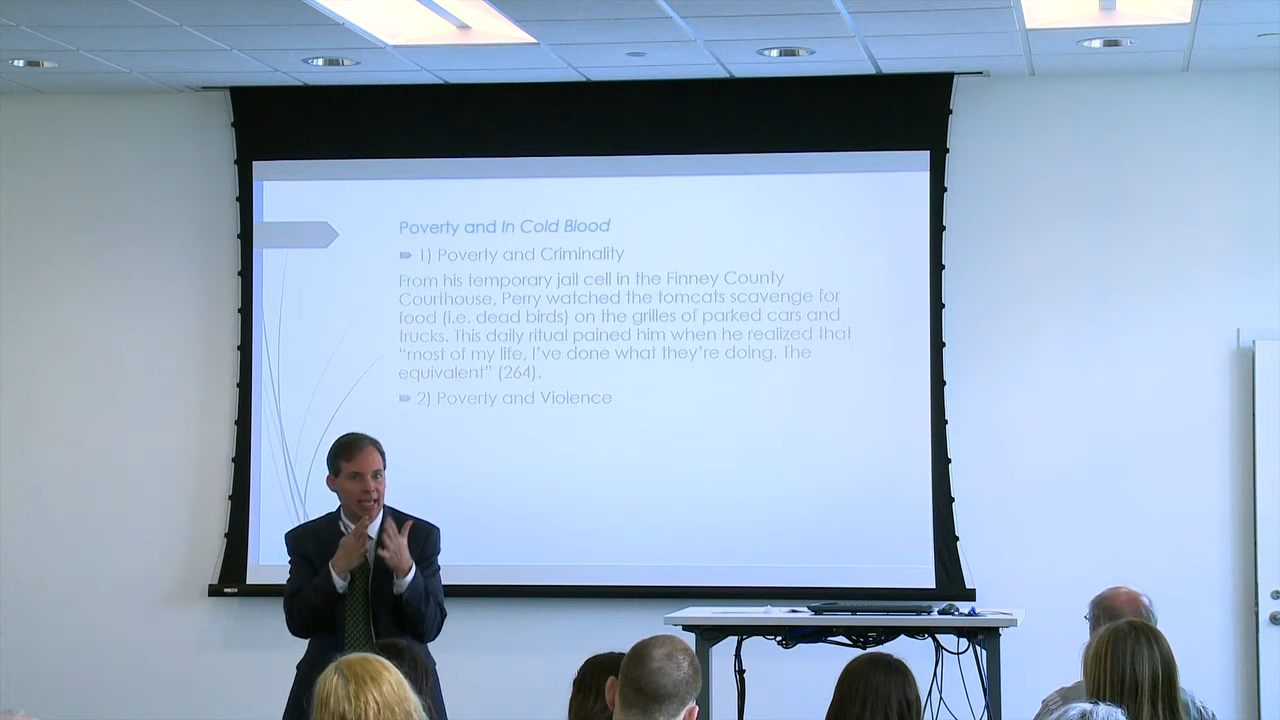 Poverty and In Cold Blood
1) Poverty and Criminality
From his temporary jail cell in the Finney County
Courthouse, Perry watched the tomcats scavenge for
food (i.e. dead birds) on the grilles of parked cars and
trucks. This daily ritual pained him when he realized that
“most of my life, I’ve done what they’re doing. The
equivalent” (264).
2) Poverty and Violence